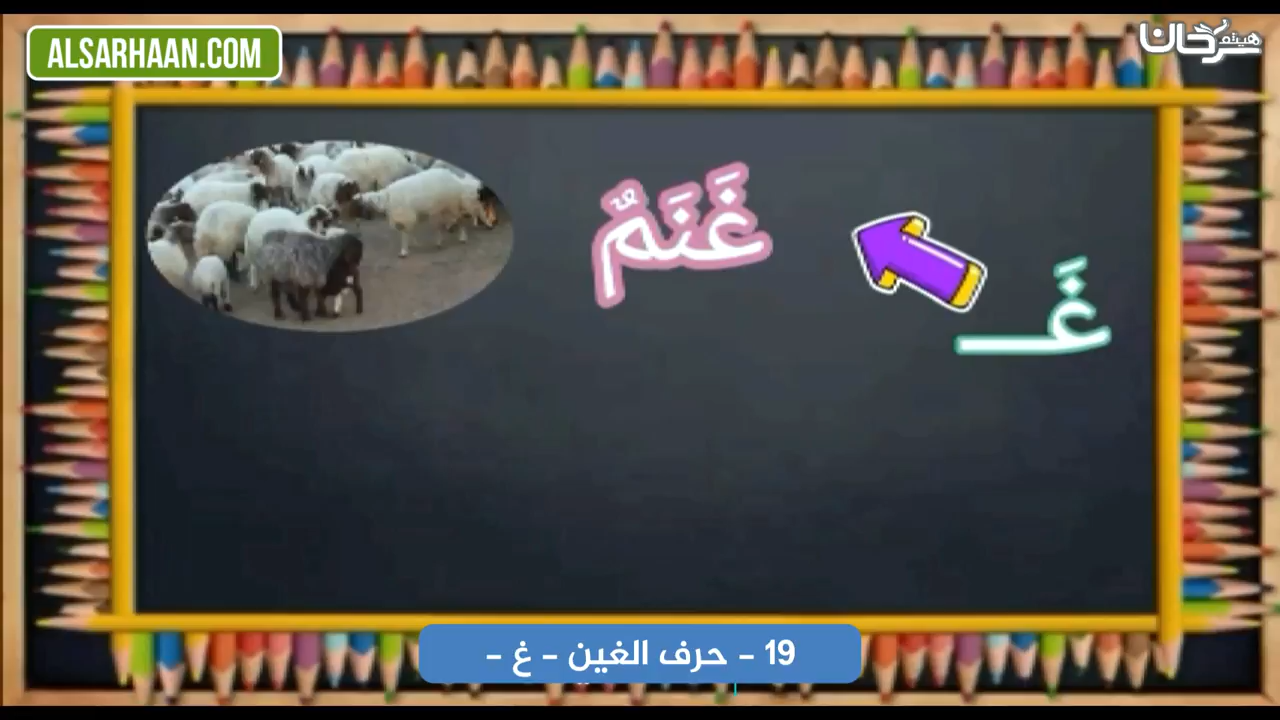 ALSARHAAN.COM
هيثم سرحان
غَنَمٌ
غَـ
19 - حرف الغين - غ -